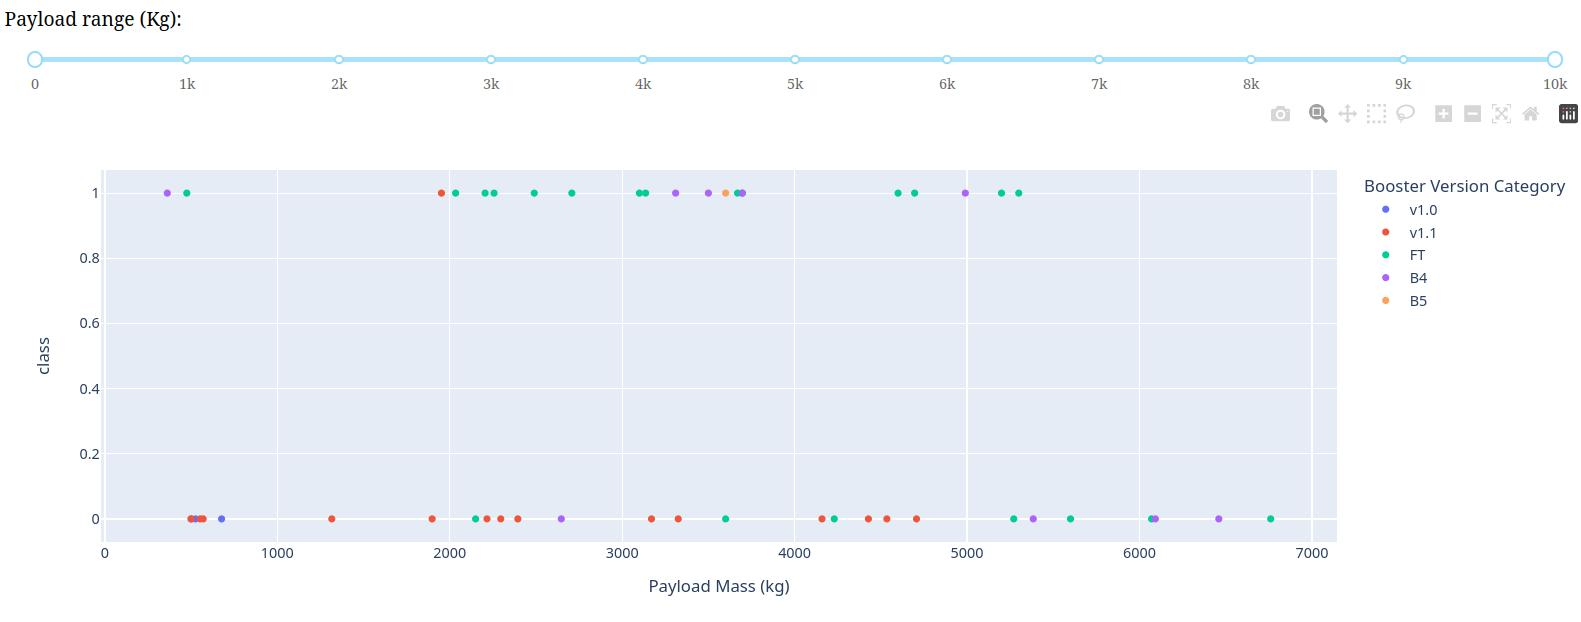 Payload range (Kg):
0 1k 2k 3k 4k 5k 6k 7k 8k 9k 10k
Booster Version Category
v1.0
v1.1
FT
B4
B5
1
0.8
0.6
0.4
0.2
0
class
0 1000 2000 3000 4000 5000 6000 7000
Payload Mass (kg)